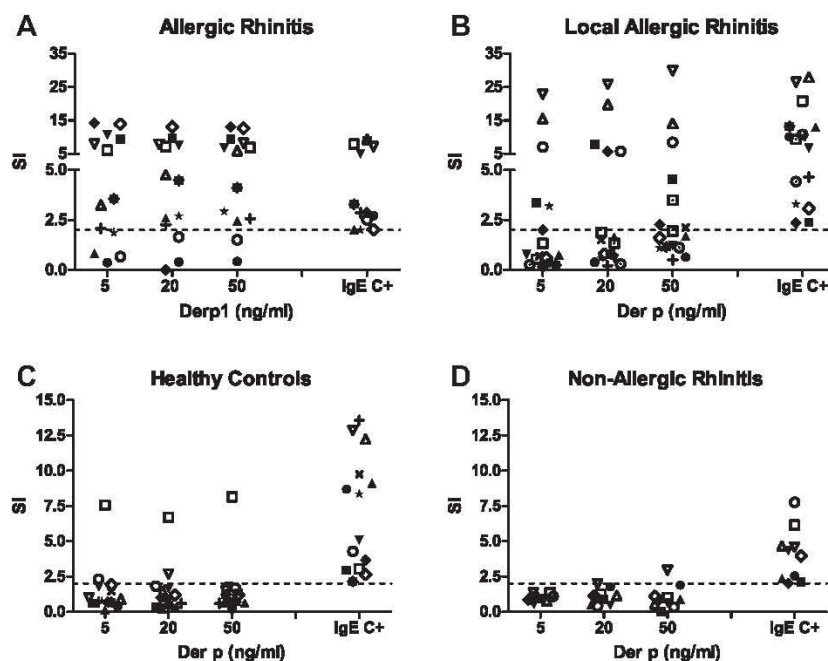 A
Allergic Rhinitis
35
25
15
5
5.0
2.5
0.0
SI
5
20
50
IgE C+
Derp1 (ng/ml)
B
Local Allergic Rhinitis
35
25
15
5
5.0
2.5
0.0
SI
5
20
50
IgE C+
Der p (ng/ml)
C
Healthy Controls
15.0
12.5
10.0
7.5
5.0
2.5
0.0
SI
5
20
50
IgE C+
Der p (ng/ml)
D
Non-Allergic Rhinitis
15.0
12.5
10.0
7.5
5.0
2.5
0.0
SI
5
20
50
IgE C+
Der p (ng/ml)